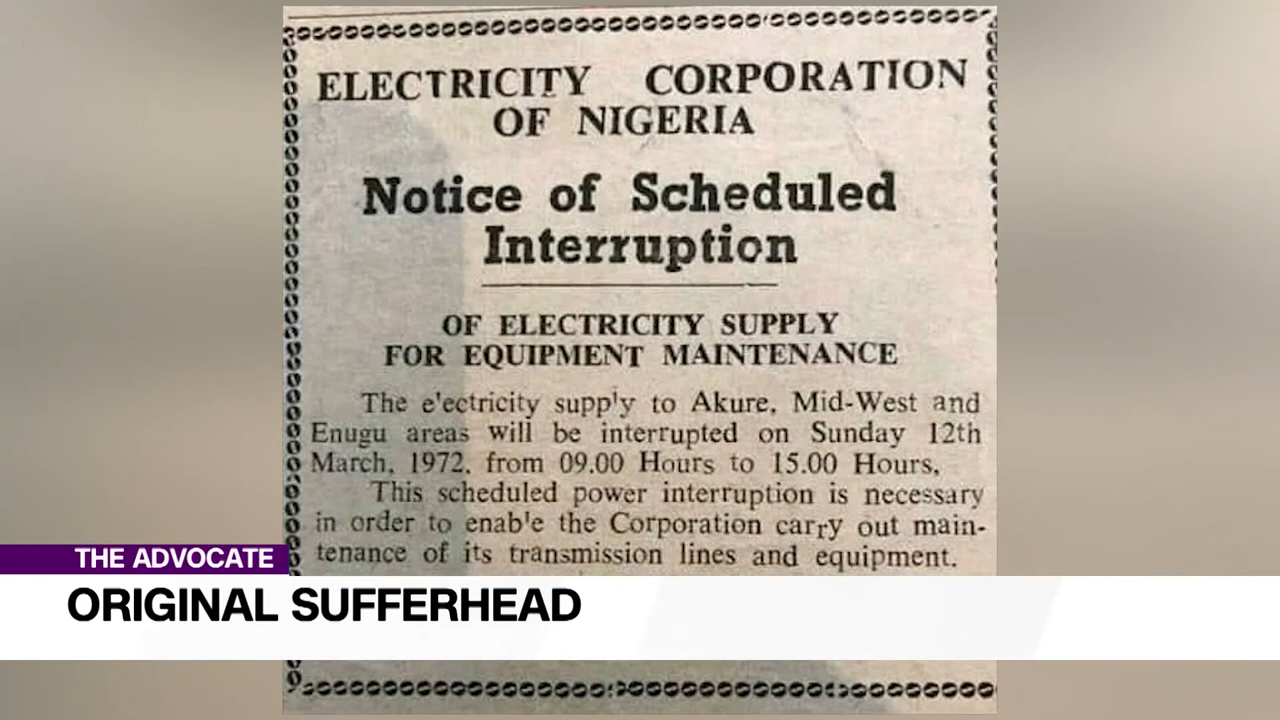 ELECTRICITY CORPORATION
OF NIGERIA
Notice of Scheduled
Interruption
OF ELECTRICITY SUPPLY
FOR EQUIPMENT MAINTENANCE
The e'ectricity supp'y to Akure, Mid-West and
Enugu areas will be interrupted on Sunday 12th
March, 1972, from 09.00 Hours to 15.00 Hours,
This scheduled power interruption is necessary
in order to enab'e the Corporation carry out main-
tenance of its transmission lines and equipment.
THE ADVOCATE
ORIGINAL SUFFERHEAD